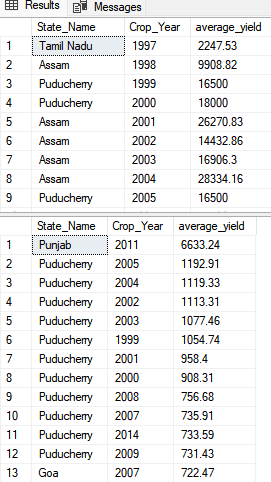 Results Messages
State_Name Crop_Year average_yield
1 Tamil Nadu 1997 2247.53
2 Assam 1998 9908.82
3 Puducherry 1999 16500
4 Puducherry 2000 18000
5 Assam 2001 26270.83
6 Assam 2002 14432.86
7 Assam 2003 16906.3
8 Assam 2004 28334.16
9 Puducherry 2005 16500
State_Name Crop_Year average_yield
1 Punjab 2011 6633.24
2 Puducherry 2005 1192.91
3 Puducherry 2004 1119.33
4 Puducherry 2002 1113.31
5 Puducherry 2003 1077.46
6 Puducherry 1999 1054.74
7 Puducherry 2001 958.4
8 Puducherry 2000 908.31
9 Puducherry 2008 756.68
10 Puducherry 2007 735.91
11 Puducherry 2014 733.59
12 Puducherry 2009 731.43
13 Goa 2007 722.47